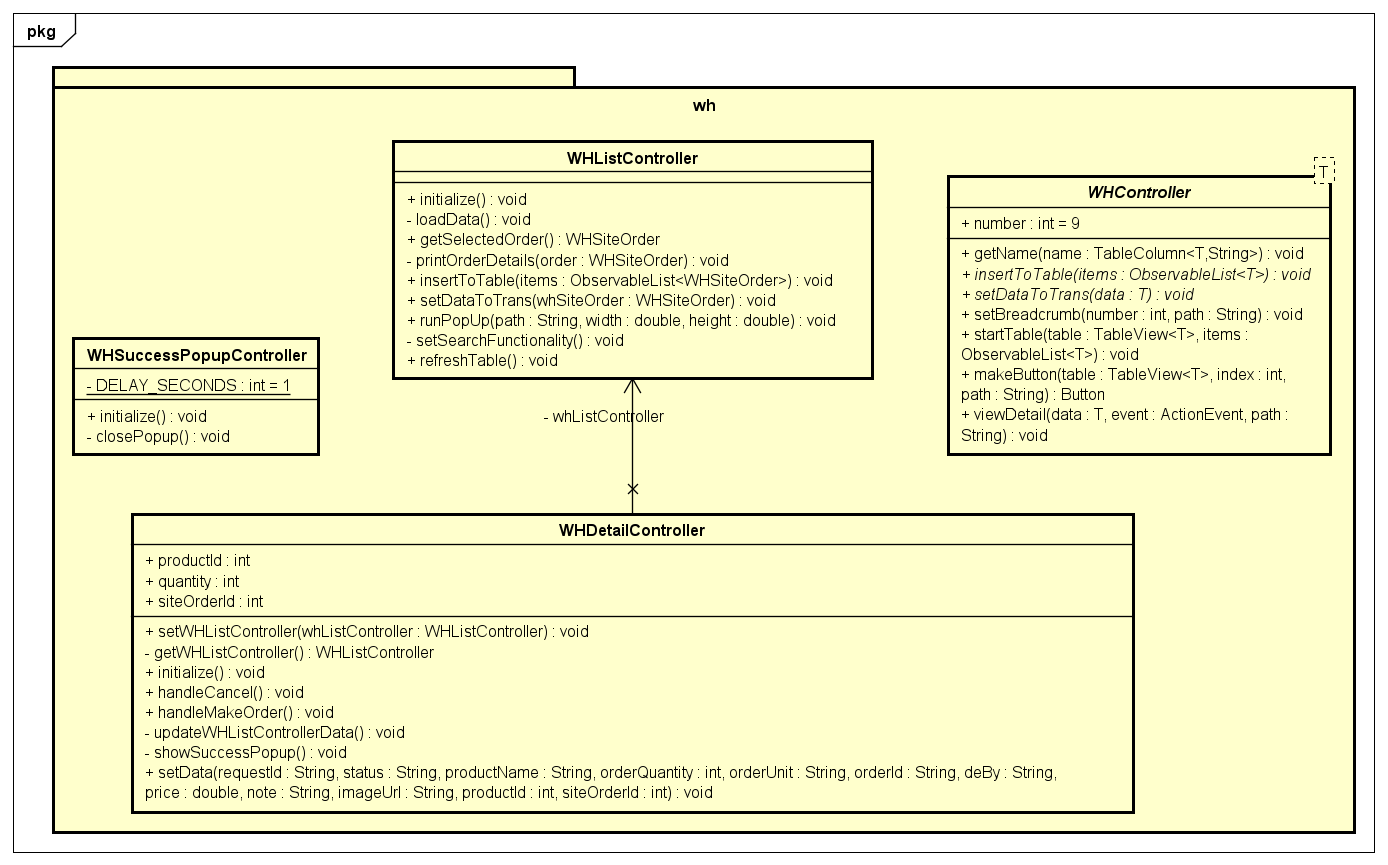 pkg
wh
WHListController
+ initialize() : void
- loadData() : void
+ getSelectedOrder() : WHSiteOrder
- printOrderDetails(order : WHSiteOrder) : void
+ insertToTable(items : ObservableList<WHSiteOrder>) : void
+ setDataToTrans(whSiteOrder : WHSiteOrder) : void
+ runPopUp(path : String, width : double, height : double) : void
- setSearchFunctionality() : void
+ refreshTable() : void
T
WHController
+ number : int = 9
+ getName(name : TableColumn<T,String>) : void
+ insertToTable(items : ObservableList<T>) : void
+ setDataToTrans(data : T) : void
+ setBreadcrumb(number : int, path : String) : void
+ startTable(table : TableView<T>, items :
ObservableList<T>) : void
+ makeButton(table : TableView<T>, index : int,
path : String) : Button
+ viewDetail(data : T, event : ActionEvent, path :
String) : void
WHSuccessPopupController
- DELAY_SECONDS : int = 1
+ initialize() : void
- closePopup() : void
- whListController
WHDetailController
+ productId : int
+ quantity : int
+ siteOrderId : int
+ setWHListController(whListController : WHListController) : void
- getWHListController() : WHListController
+ initialize() : void
+ handleCancel() : void
+ handleMakeOrder() : void
- updateWHListControllerData() : void
- showSuccessPopup() : void
+ setData(requestId : String, status : String, productName : String, orderQuantity : int, orderUnit : String, orderId : String, deBy : String,
price : double, note : String, imageUrl : String, productId : int, siteOrderId : int) : void